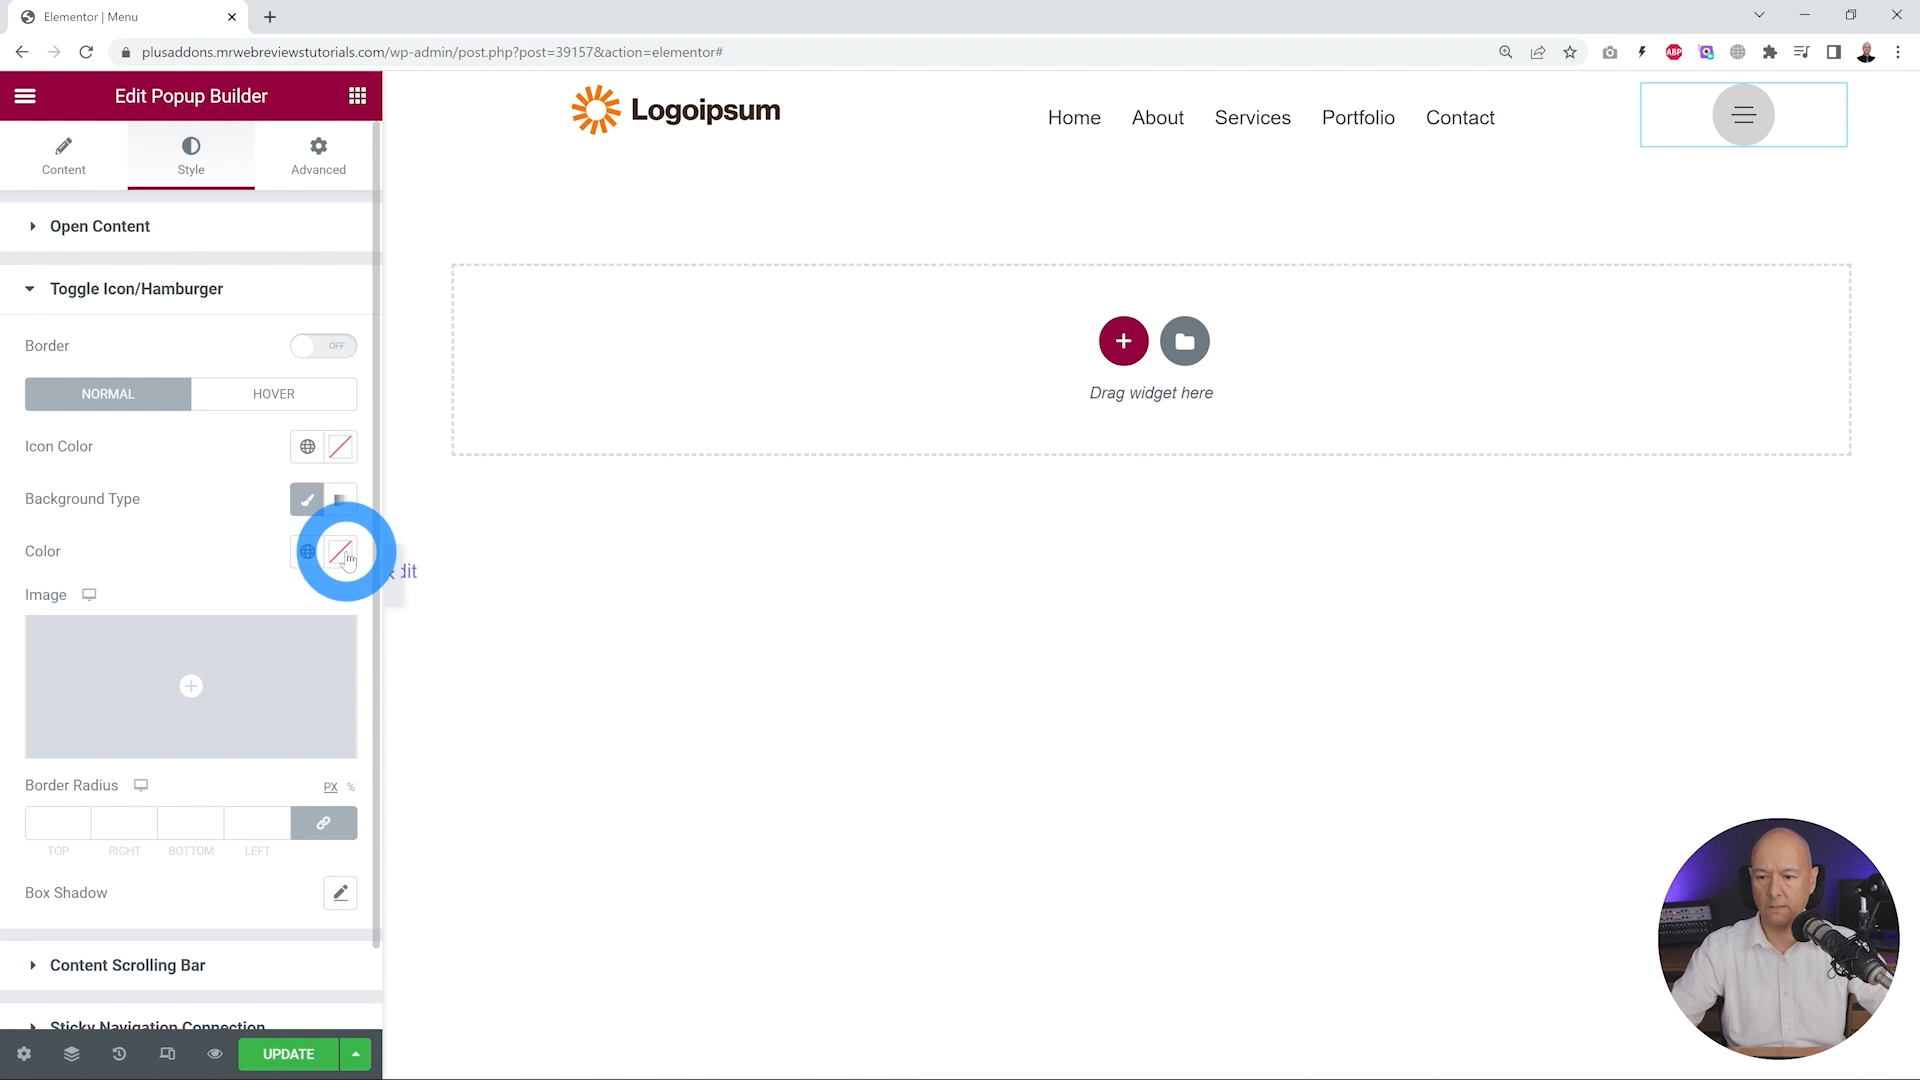 Elementor | Menu
plusaddons.mrwebreviewstutorials.com/wp-admin/post.php?post=39157&action=elementor#
ABP
Edit Popup Builder
Content
Style
Advanced
Logoipsum
Home
About
Services
Portfolio
Contact
Open Content
Toggle Icon/Hamburger
Border
OFF
NORMAL
HOVER
Icon Color
Background Type
Color
Image
Border Radius
PX %
TOP RIGHT BOTTOM LEFT
Box Shadow
Content Scrolling Bar
Sticky Navigation Connection
UPDATE
Drag widget here
dit